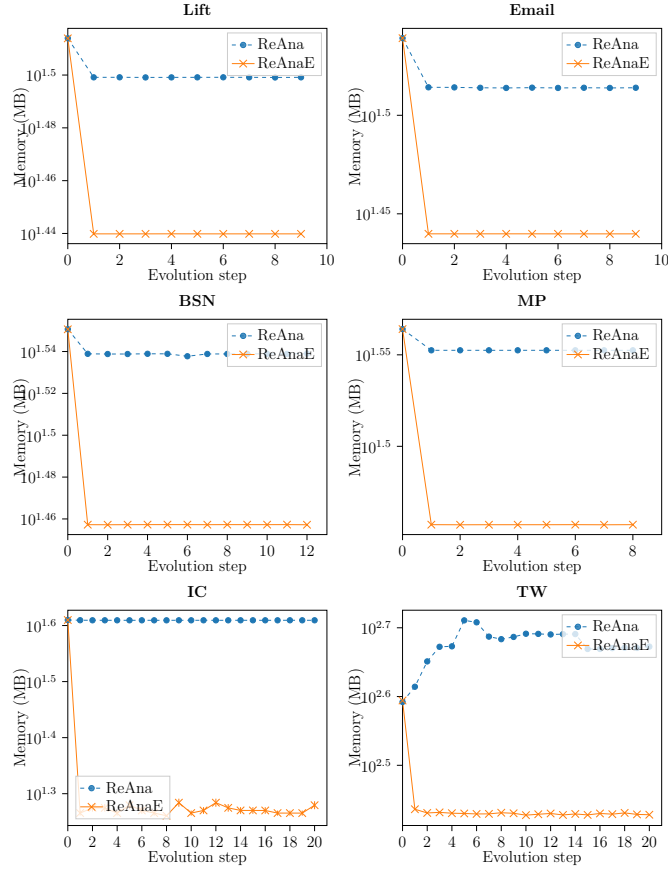 Lift
Memory (MB)
10^1.5
10^1.48
10^1.46
10^1.44
ReAna
ReAnaE
0 2 4 6 8 10
Evolution step
Email
Memory (MB)
10^1.5
10^1.45
ReAna
ReAnaE
0 2 4 6 8 10
Evolution step
BSN
Memory (MB)
10^1.54
10^1.52
10^1.5
10^1.48
10^1.46
ReAna
ReAnaE
0 2 4 6 8 10 12
Evolution step
MP
Memory (MB)
10^1.55
10^1.5
ReAna
ReAnaE
0 2 4 6 8
Evolution step
IC
Memory (MB)
10^1.6
10^1.5
10^1.4
10^1.3
ReAna
ReAnaE
0 2 4 6 8 10 12 14 16 18 20
Evolution step
TW
Memory (MB)
10^2.7
10^2.6
10^2.5
ReAna
ReAnaE
0 2 4 6 8 10 12 14 16 18 20
Evolution step